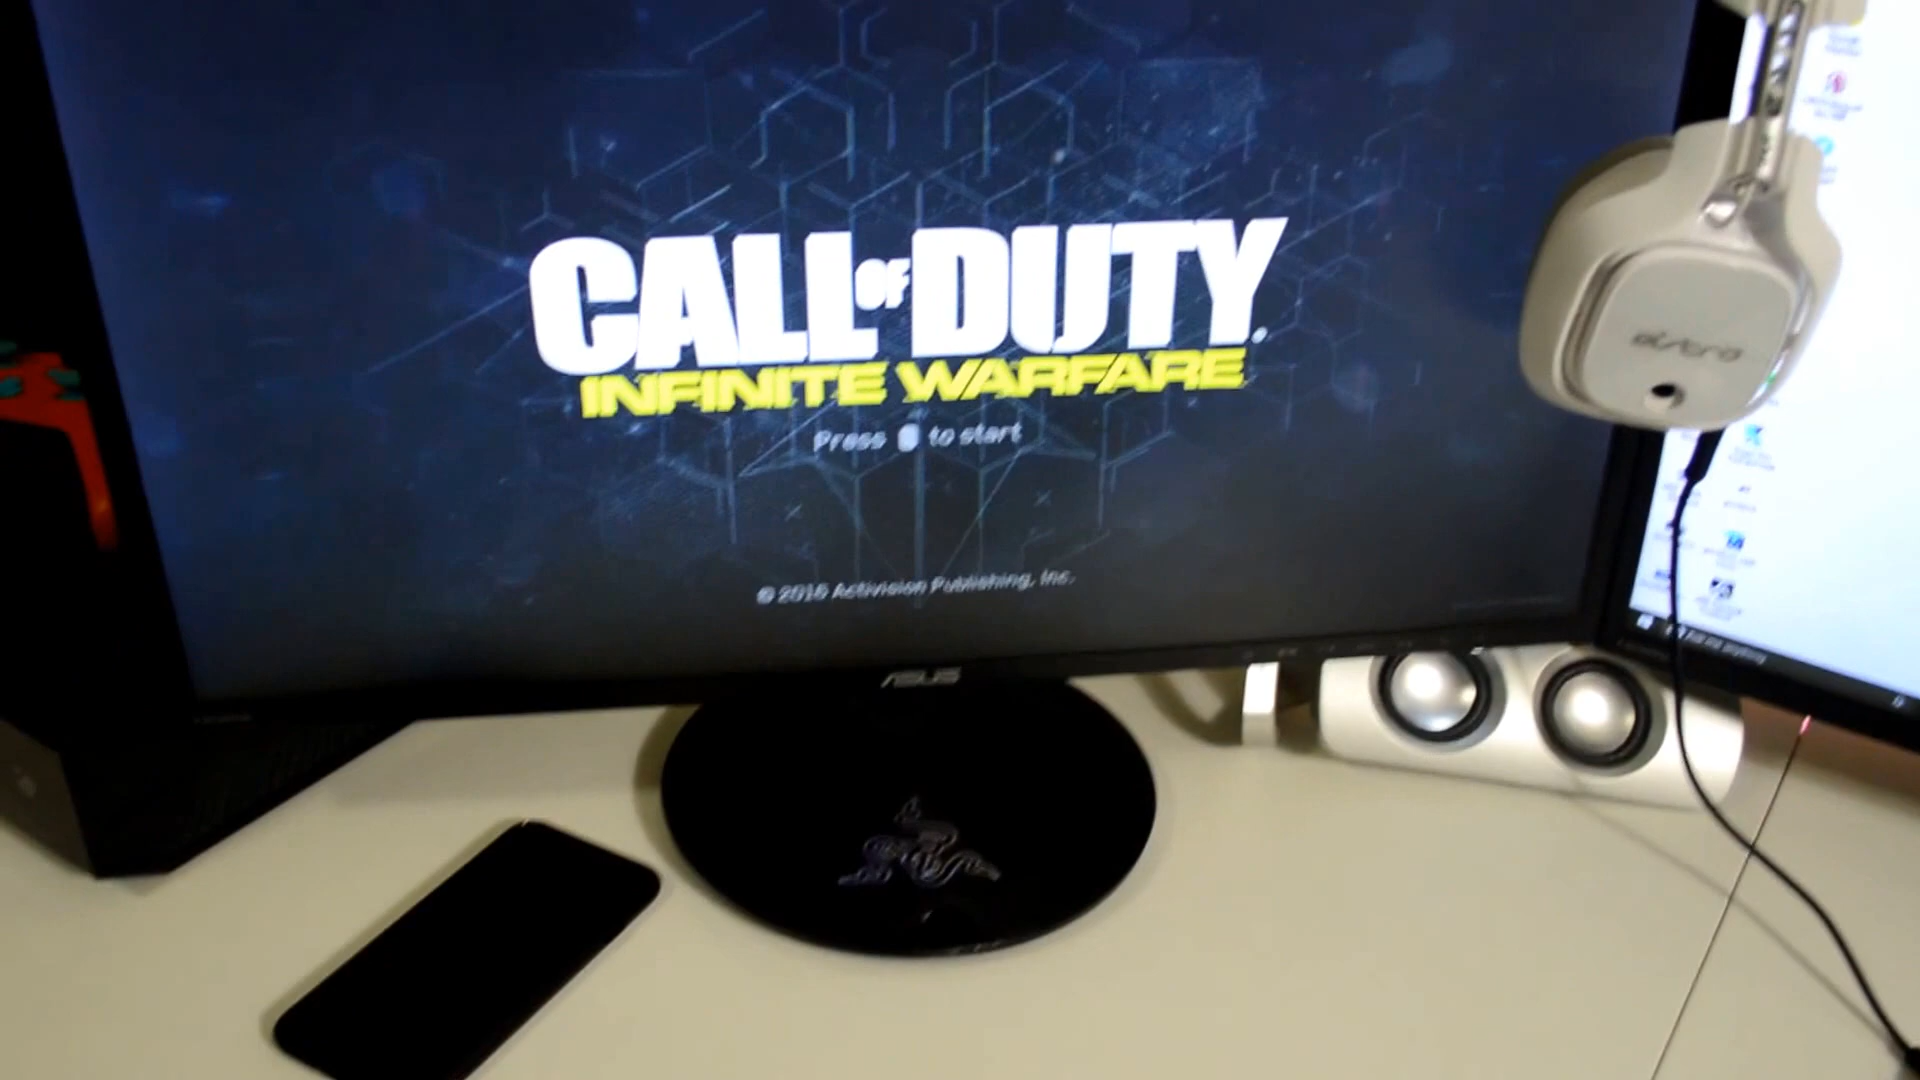 CALL OF DUTY
INFINITE WARFARE
Press to start
© 2016 Activision Publishing, Inc.
ASUS
ASTRO